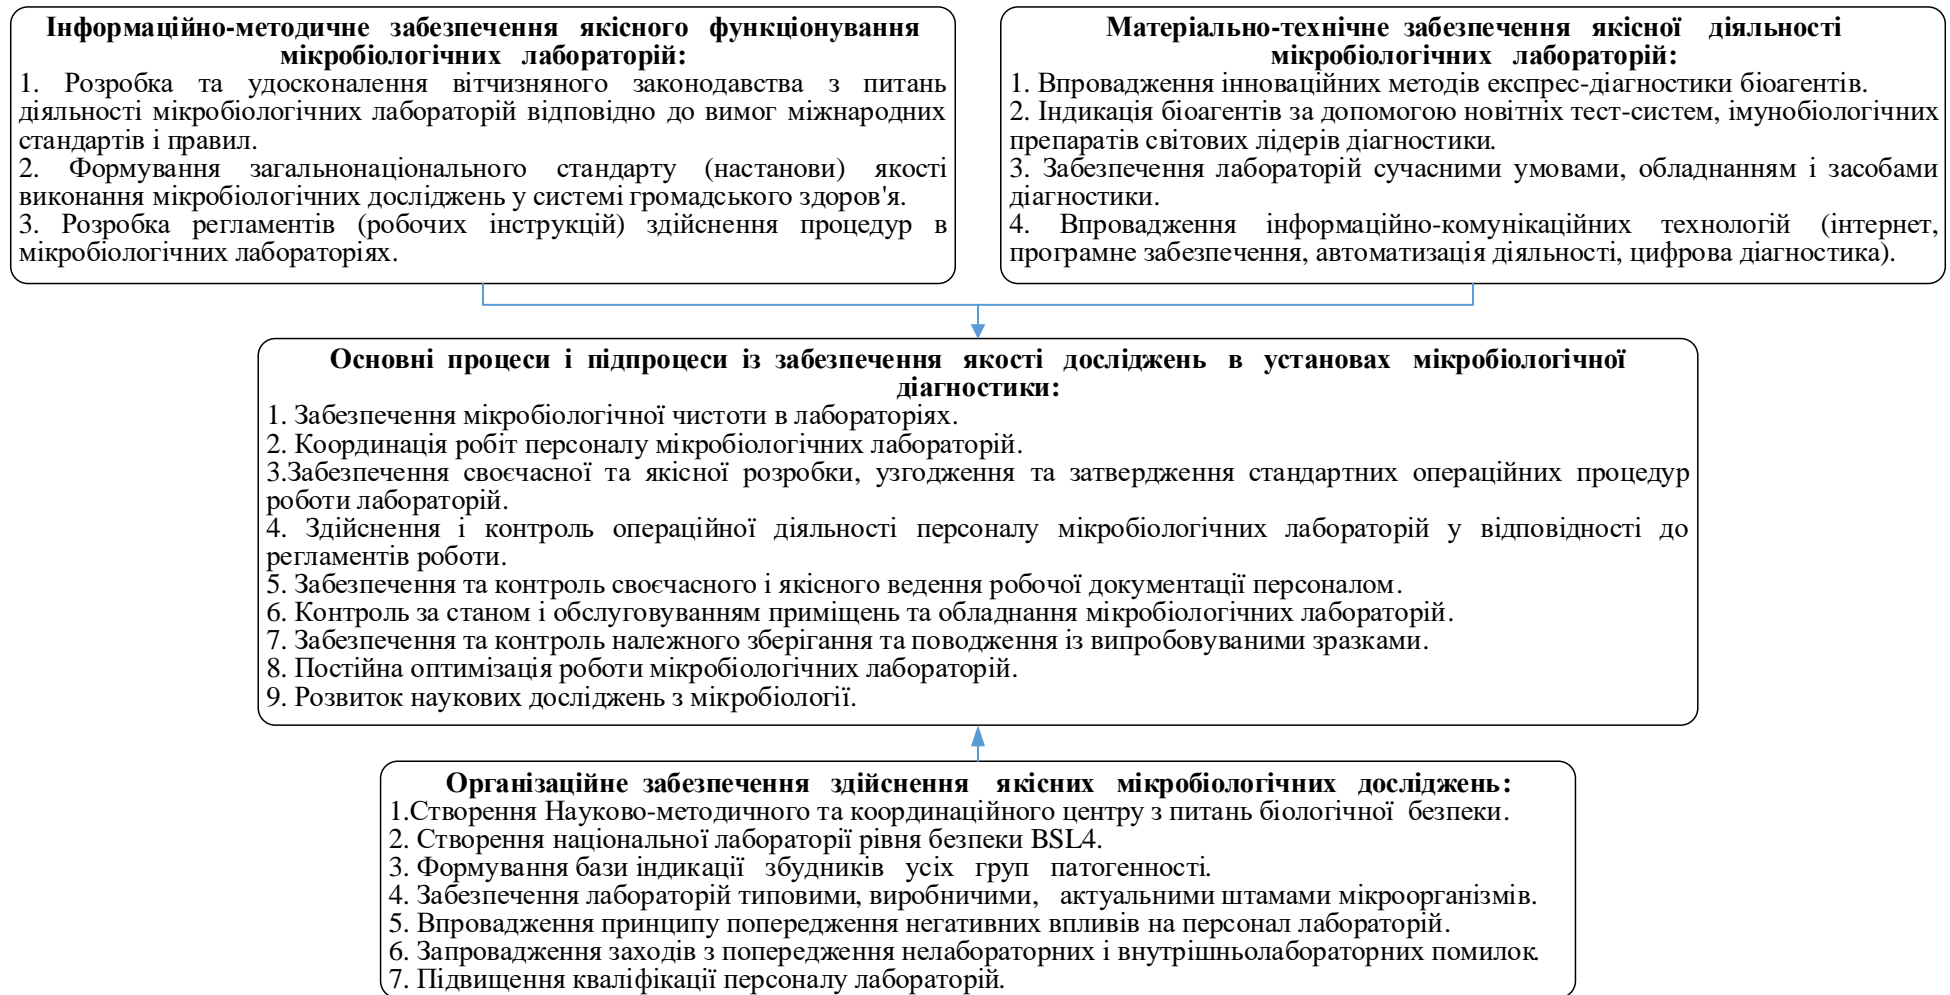 Інформаційно-методичне забезпечення якісного функціонування
мікробіологічних лабораторій:
1. Розробка та удосконалення вітчизняного законодавства з питань
діяльності мікробіологічних лабораторій відповідно до вимог міжнародних
стандартів і правил.
2. Формування загальнонаціонального стандарту (настанови) якості
виконання мікробіологічних досліджень у системі громадського здоров'я.
3. Розробка регламентів (робочих інструкцій) здійснення процедур в
мікробіологічних лабораторіях.
Матеріально-технічне забезпечення якісної діяльності
мікробіологічних лабораторій:
1. Впровадження інноваційних методів експрес-діагностики біоагентів.
2. Індикація біоагентів за допомогою новітніх тест-систем, імунобіологічних
препаратів світових лідерів діагностики.
3. Забезпечення лабораторій сучасними умовами, обладнанням і засобами
діагностики.
4. Впровадження інформаційно-комунікаційних технологій (інтернет,
програмне забезпечення, автоматизація діяльності, цифрова діагностика).
Основні процеси і підпроцеси із забезпечення якості досліджень в установах мікробіологічної
діагностики:
1. Забезпечення мікробіологічної чистоти в лабораторіях.
2. Координація робіт персоналу мікробіологічних лабораторій.
3.Забезпечення своєчасної та якісної розробки, узгодження та затвердження стандартних операційних процедур
роботи лабораторій.
4. Здійснення і контроль операційної діяльності персоналу мікробіологічних лабораторій у відповідності до
регламентів роботи.
5. Забезпечення та контроль своєчасного і якісного ведення робочої документації персоналом.
6. Контроль за станом і обслуговуванням приміщень та обладнання мікробіологічних лабораторій.
7. Забезпечення та контроль належного зберігання та поводження із випробовуваними зразками.
8. Постійна оптимізація роботи мікробіологічних лабораторій.
9. Розвиток наукових досліджень з мікробіології.
Організаційне забезпечення здійснення якісних мікробіологічних досліджень:
1.Створення Науково-методичного та координаційного центру з питань біологічної безпеки.
2. Створення національної лабораторії рівня безпеки BSL4.
3. Формування бази індикації збудників усіх груп патогенності.
4. Забезпечення лабораторій типовими, виробничими, актуальними штамами мікроорганізмів.
5. Впровадження принципу попередження негативних впливів на персонал лабораторій.
6. Запровадження заходів з попередження нелабораторних і внутрішньолабораторних помилок.
7. Підвищення кваліфікації персоналу лабораторій.